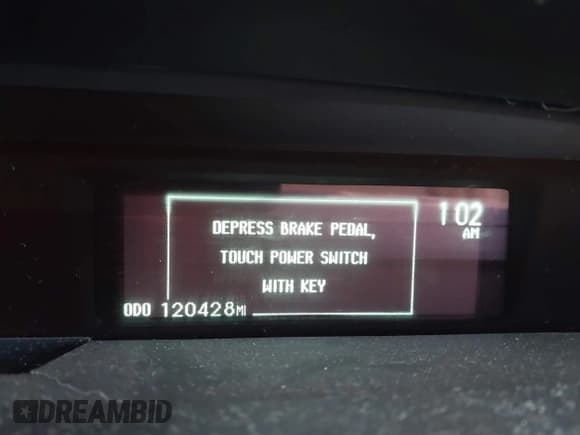 DEPRESS BRAKE PEDAL,
TOUCH POWER SWITCH
WITH KEY
1 02
AM
ODO 120428MI
DREAMBID